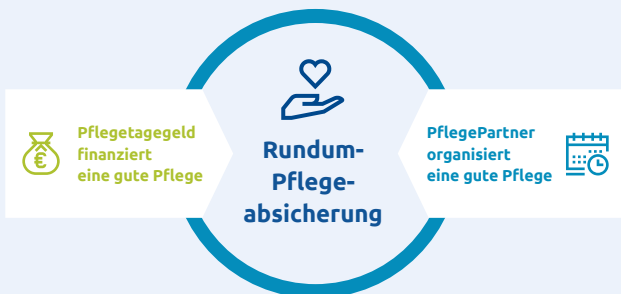 Pflegetagegeld
finanziert
eine gute Pflege
€
Rundum-
Pflege-
absicherung
PflegePartner
organisiert
eine gute Pflege